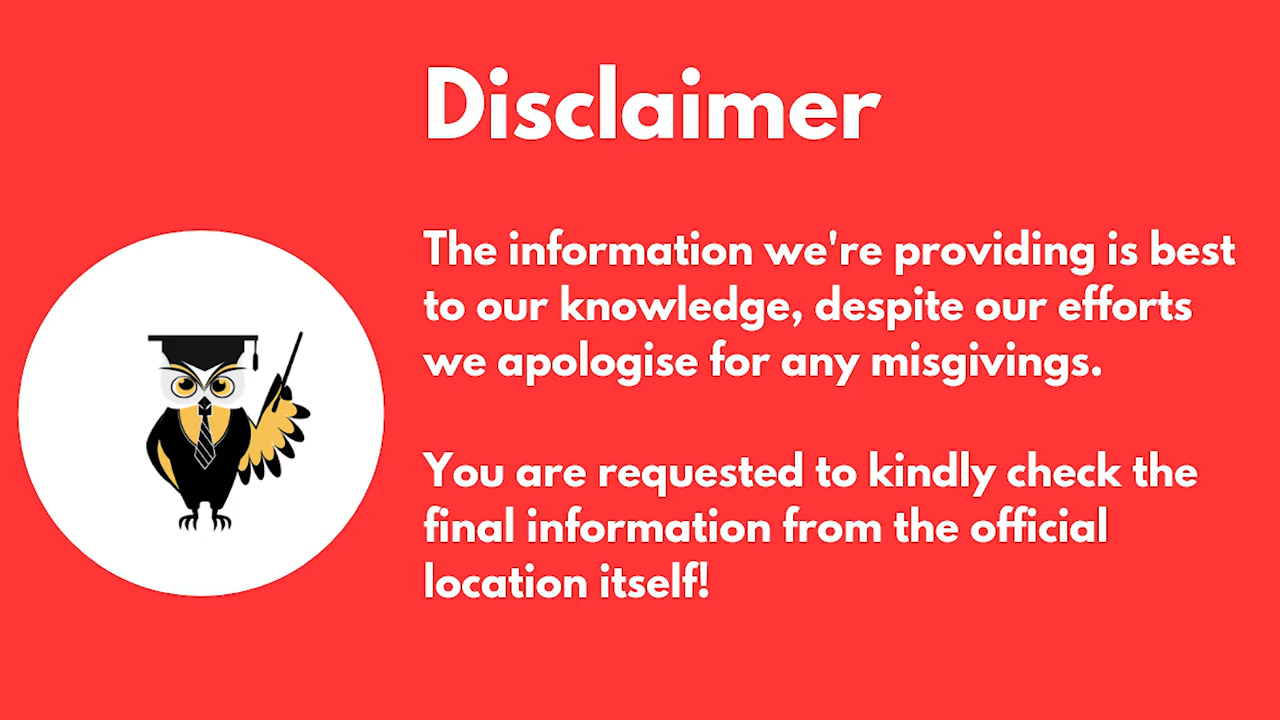 Disclaimer
The information we're providing is best
to our knowledge, despite our efforts
we apologise for any misgivings.
You are requested to kindly check the
final information from the official
location itself!